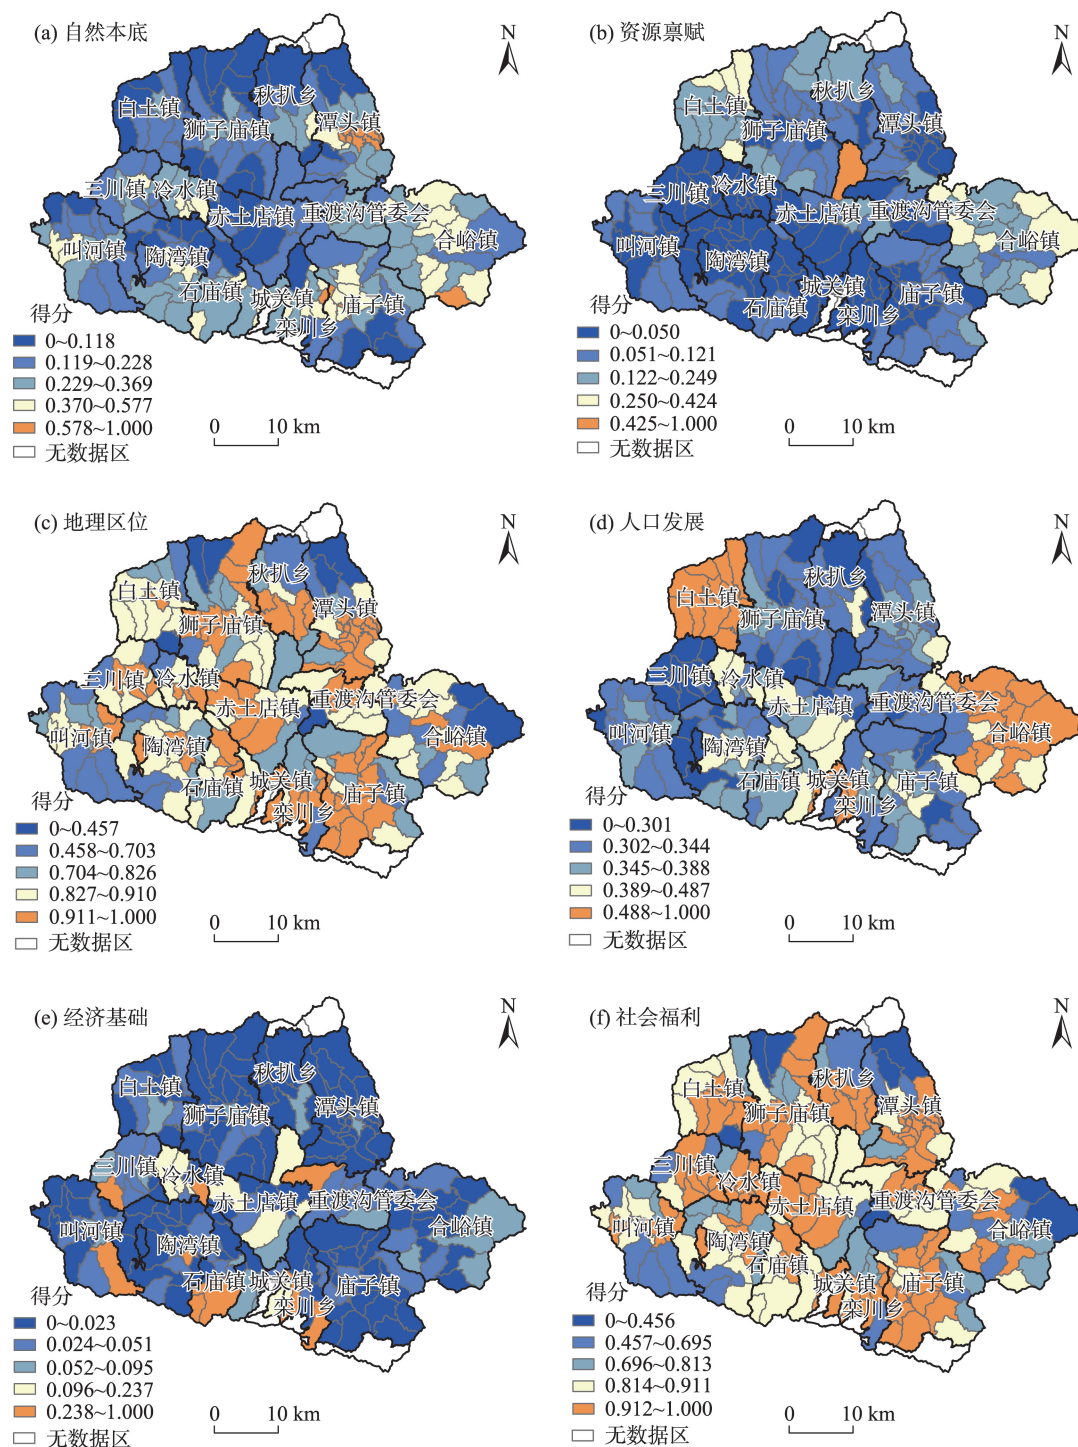 (a) 自然本底
N
白土镇
秋扒乡
狮子庙镇
潭头镇
三川镇
冷水镇
赤土店镇
重渡沟管委会
叫河镇
陶湾镇
合峪镇
石庙镇
城关镇
庙子镇
栾川乡
得分
0~0.118
0.119~0.228
0.229~0.369
0.370~0.577
0.578~1.000
无数据区
0 10 km
(b) 资源禀赋
N
白土镇
秋扒乡
狮子庙镇
潭头镇
三川镇
冷水镇
赤土店镇
重渡沟管委会
叫河镇
陶湾镇
合峪镇
石庙镇
城关镇
庙子镇
栾川乡
得分
0~0.050
0.051~0.121
0.122~0.249
0.250~0.424
0.425~1.000
无数据区
0 10 km
(c) 地理区位
N
白土镇
秋扒乡
狮子庙镇
潭头镇
三川镇
冷水镇
赤土店镇
重渡沟管委会
叫河镇
陶湾镇
合峪镇
石庙镇
城关镇
庙子镇
栾川乡
得分
0~0.457
0.458~0.703
0.704~0.826
0.827~0.910
0.911~1.000
无数据区
0 10 km
(d) 人口发展
N
白土镇
秋扒乡
狮子庙镇
潭头镇
三川镇
冷水镇
赤土店镇
重渡沟管委会
叫河镇
陶湾镇
合峪镇
石庙镇
城关镇
庙子镇
栾川乡
得分
0~0.301
0.302~0.344
0.345~0.388
0.389~0.487
0.488~1.000
无数据区
0 10 km
(e) 经济基础
N
白土镇
秋扒乡
狮子庙镇
潭头镇
三川镇
冷水镇
赤土店镇
重渡沟管委会
叫河镇
陶湾镇
合峪镇
石庙镇
城关镇
庙子镇
栾川乡
得分
0~0.023
0.024~0.051
0.052~0.095
0.096~0.237
0.238~1.000
无数据区
0 10 km
(f) 社会福利
N
白土镇
秋扒乡
狮子庙镇
潭头镇
三川镇
冷水镇
赤土店镇
重渡沟管委会
叫河镇
陶湾镇
合峪镇
石庙镇
城关镇
庙子镇
栾川乡
得分
0~0.456
0.457~0.695
0.696~0.813
0.814~0.911
0.912~1.000
无数据区
0 10 km